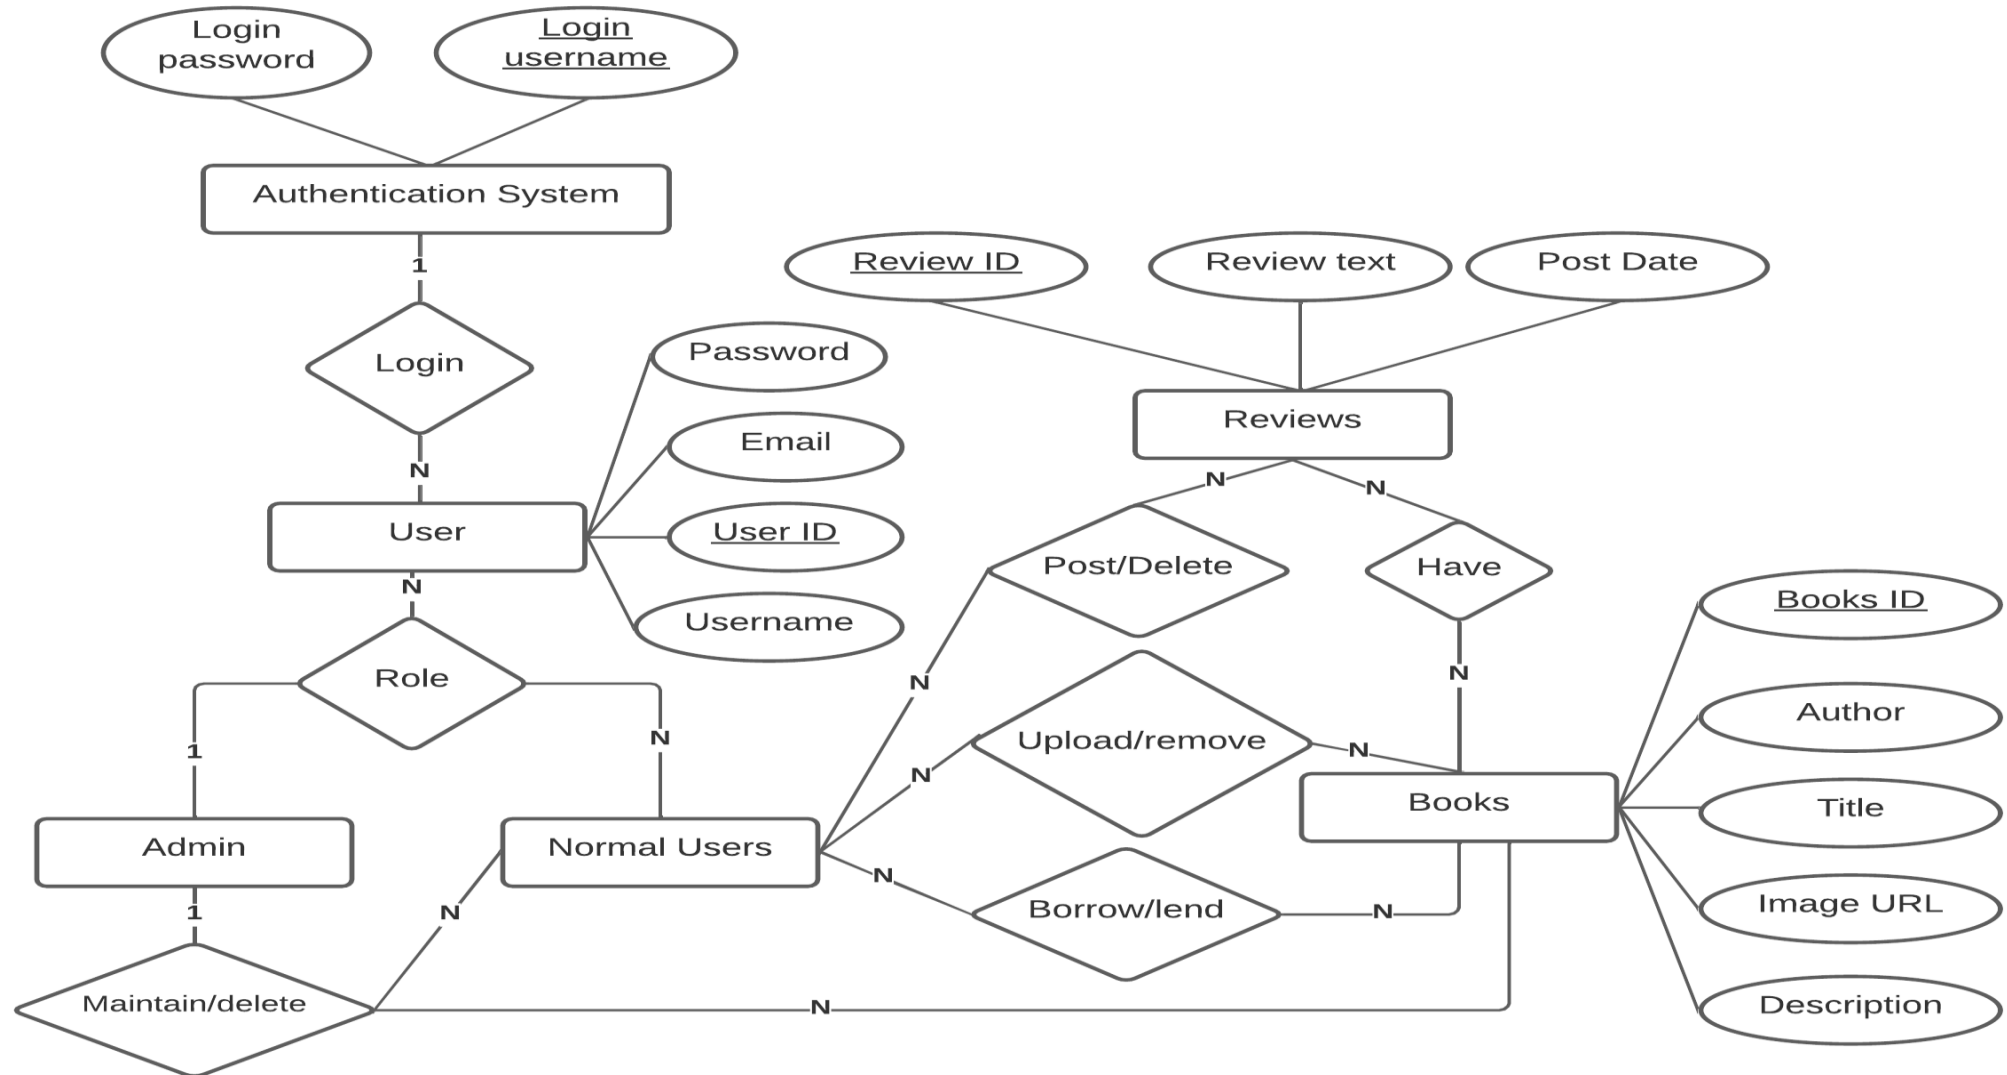 Login
password
Login
username
Authentication System
1
Login
N
User
Password
Email
User ID
Username
N
Role
1
N
Admin
Normal Users
1
N
Maintain/delete
N
Review ID
Review text
Post Date
Reviews
N
N
Post/Delete
Have
N
N
Upload/remove
N
N
Books
N
Borrow/lend
N
Books ID
Author
Title
Image URL
Description